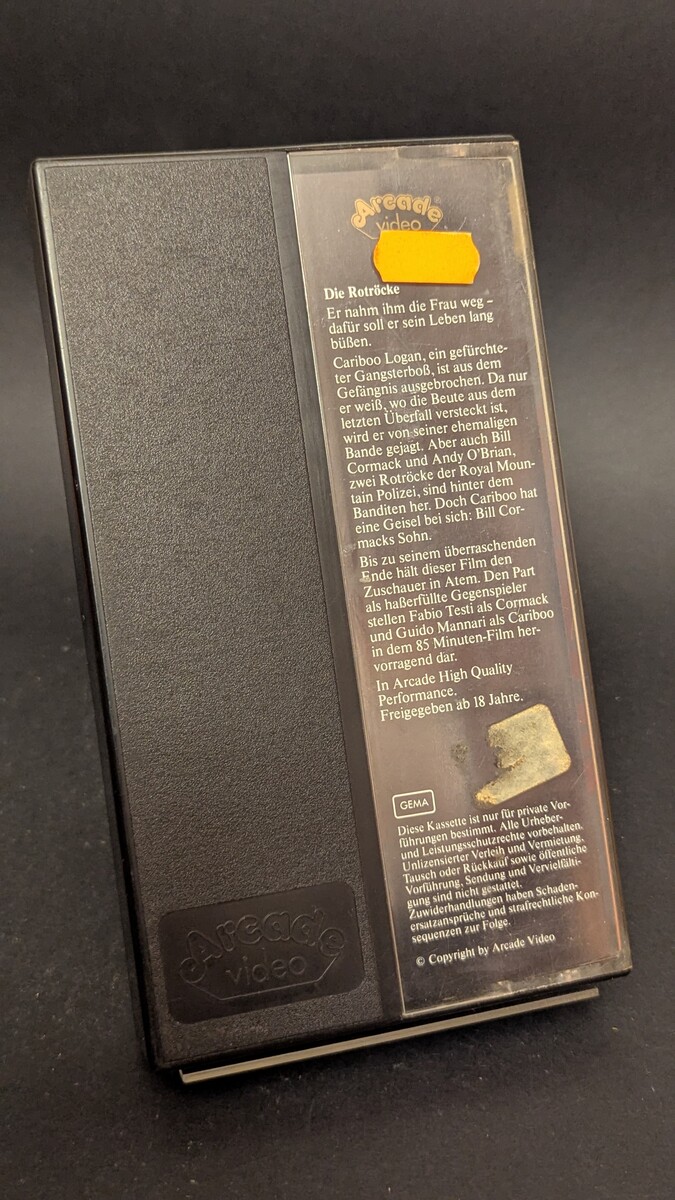 Arcade
video
Die Rotröcke
Er nahm ihm die Frau weg –
dafür soll er sein Leben lang
büßen.
Cariboo Logan, ein gefürchte-
ter Gangsterboß, ist aus dem
Gefängnis ausgebrochen. Da nur
er weiß, wo die Beute aus dem
letzten Überfall versteckt ist,
wird er von seiner ehemaligen
Bande gejagt. Aber auch Bill
Cormack und Andy O'Brian,
zwei Rotröcke der Royal Moun-
tain Polizei, sind hinter dem
Banditen her. Doch Cariboo hat
eine Geisel bei sich: Bill Cor-
macks Sohn.
Bis zu seinem überraschenden
Ende hält dieser Film den
Zuschauer in Atem. Den Part
als haßerfüllte Gegenspieler
stellen Fabio Testi als Cormack
und Guido Mannari als Cariboo
in dem 85 Minuten-Film her-
vorragend dar.
In Arcade High Quality
Performance.
Freigegeben ab 18 Jahre.
GEMA
Diese Kassette ist nur für private Vor-
führungen bestimmt. Alle Urheber-
und Leistungsschutzrechte vorbehalten.
Unlizensierter Verleih und Vermietung,
Tausch oder Rückkauf sowie öffentliche
Vorführung, Sendung und Vervielfälti-
gung sind nicht gestattet.
Zuwiderhandlungen haben Schaden-
ersatzansprüche und strafrechtliche Kon-
sequenzen zur Folge.
© Copyright by Arcade Video
Arcade
video